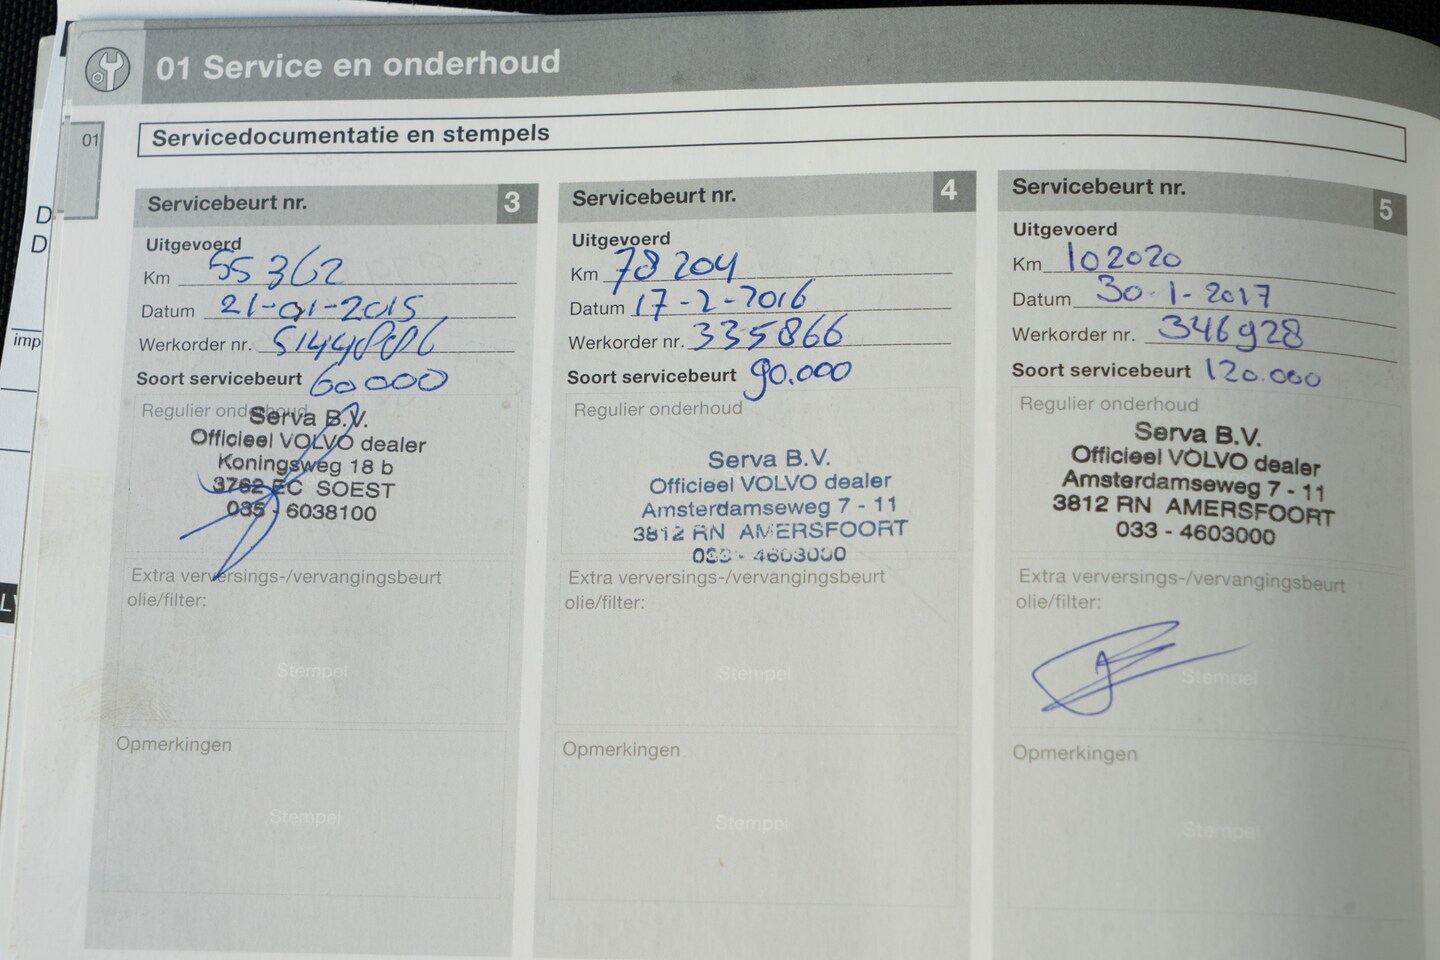 01 Service en onderhoud
01
Servicedocumentatie en stempels
Servicebeurt nr. 3
Uitgevoerd
Km 55362
Datum 21-01-2015
Werkorder nr.
Soort servicebeurt 60000
Regulier onderhoud
Serva B.V.
Officieel VOLVO dealer
Koningsweg 18 b
3762 EC SOEST
035 - 6038100
Extra verversings-/vervangingsbeurt
olie/filter:
Stempel
Opmerkingen
Stempel
Servicebeurt nr. 4
Uitgevoerd
Km 78204
Datum 17-2-2016
Werkorder nr. 335866
Soort servicebeurt 90.000
Regulier onderhoud
Serva B.V.
Officieel VOLVO dealer
Amsterdamseweg 7 - 11
3812 RN AMERSFOORT
033 - 4603000
Extra verversings-/vervangingsbeurt
olie/filter:
Stempel
Opmerkingen
Stempel
Servicebeurt nr. 5
Uitgevoerd
Km 102020
Datum 30-1-2017
Werkorder nr. 346928
Soort servicebeurt 120.000
Regulier onderhoud
Serva B.V.
Officieel VOLVO dealer
Amsterdamseweg 7 - 11
3812 RN AMERSFOORT
033 - 4603000
Extra verversings-/vervangingsbeurt
olie/filter:
Stempel
Opmerkingen
Stempel
D
D
imp